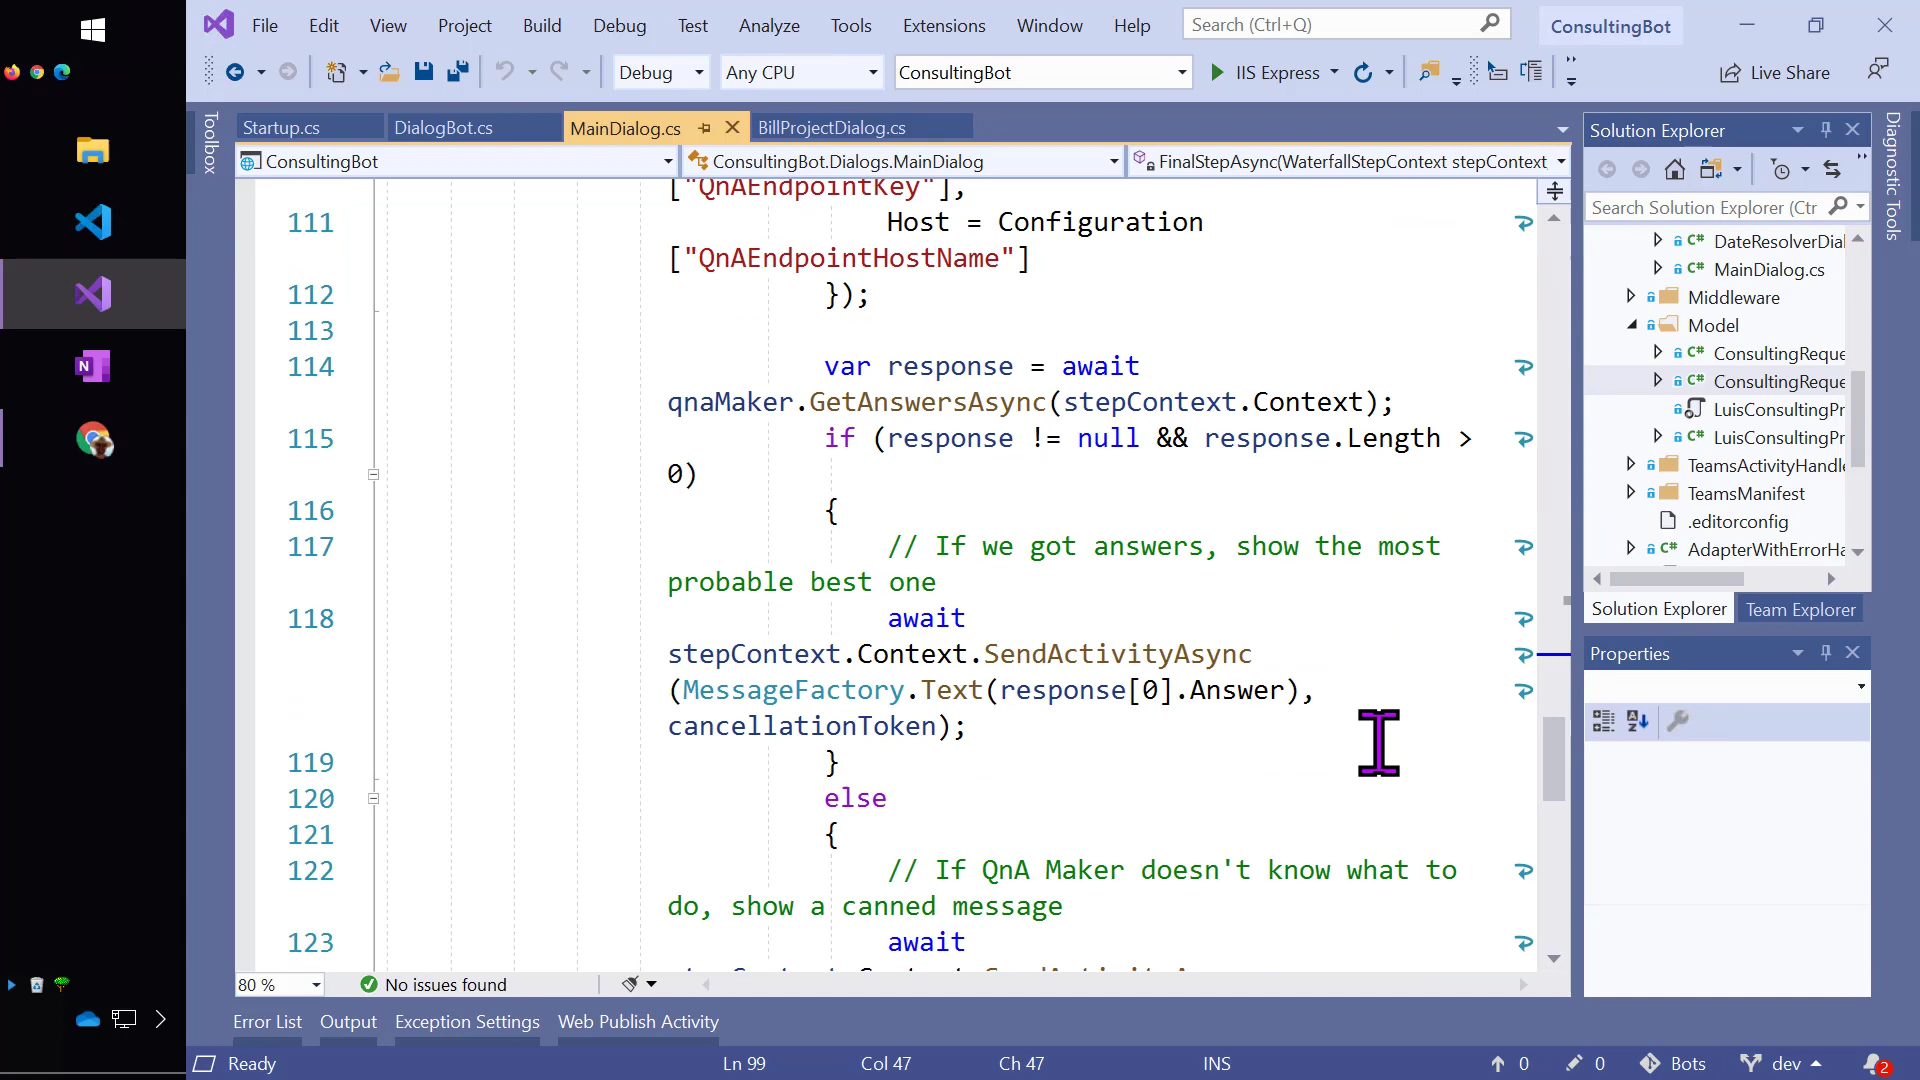 File Edit View Project Build Debug Test Analyze Tools Extensions Window Help Search (Ctrl+Q) ConsultingBot
Debug Any CPU ConsultingBot IIS Express Live Share
Toolbox
Startup.cs DialogBot.cs MainDialog.cs BillProjectDialog.cs
ConsultingBot ConsultingBot.Dialogs.MainDialog FinalStepAsync(WaterfallStepContext stepContext
["QnAEndpointKey"],
111 Host = Configuration
["QnAEndpointHostName"]
112 });
113
114 var response = await
qnaMaker.GetAnswersAsync(stepContext.Context);
115 if (response != null && response.Length >
0)
116 {
117 // If we got answers, show the most
probable best one
118 await
stepContext.Context.SendActivityAsync
(MessageFactory.Text(response[0].Answer),
cancellationToken);
119 }
120 else
121 {
122 // If QnA Maker doesn't know what to
do, show a canned message
123 await
80 % No issues found
Error List Output Exception Settings Web Publish Activity
Ready Ln 99 Col 47 Ch 47 INS 0 0 Bots dev 2
Solution Explorer
Search Solution Explorer (Ctr
C# DateResolverDial
C# MainDialog.cs
Middleware
Model
C# ConsultingReque
C# ConsultingReque
LuisConsultingPr
C# LuisConsultingPr
TeamsActivityHandle
TeamsManifest
.editorconfig
C# AdapterWithErrorHa
Solution Explorer Team Explorer
Properties
Diagnostic Tools
N